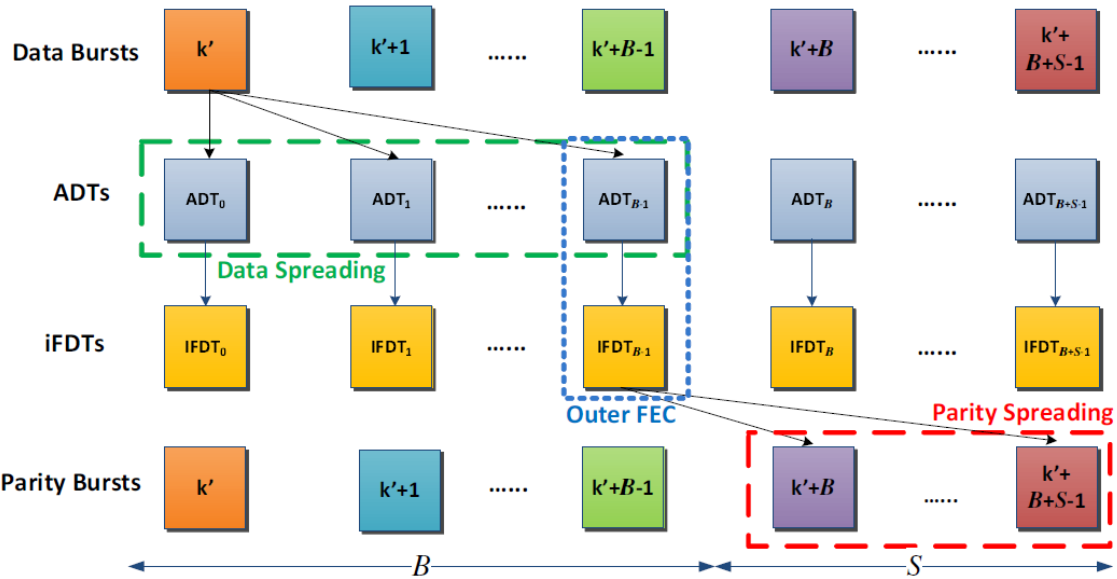 Data Bursts
k'
k'+1
......
k'+B-1
k'+B
......
k'+
B+S-1
ADTs
ADT0
ADT1
......
ADTB-1
ADTB
......
ADTB+S-1
Data Spreading
iFDTs
IFDT0
IFDT1
......
IFDTB-1
IFDTB
......
IFDTB+S-1
Outer FEC
Parity Spreading
Parity Bursts
k'
k'+1
......
k'+B-1
k'+B
......
k'+
B+S-1
B
S